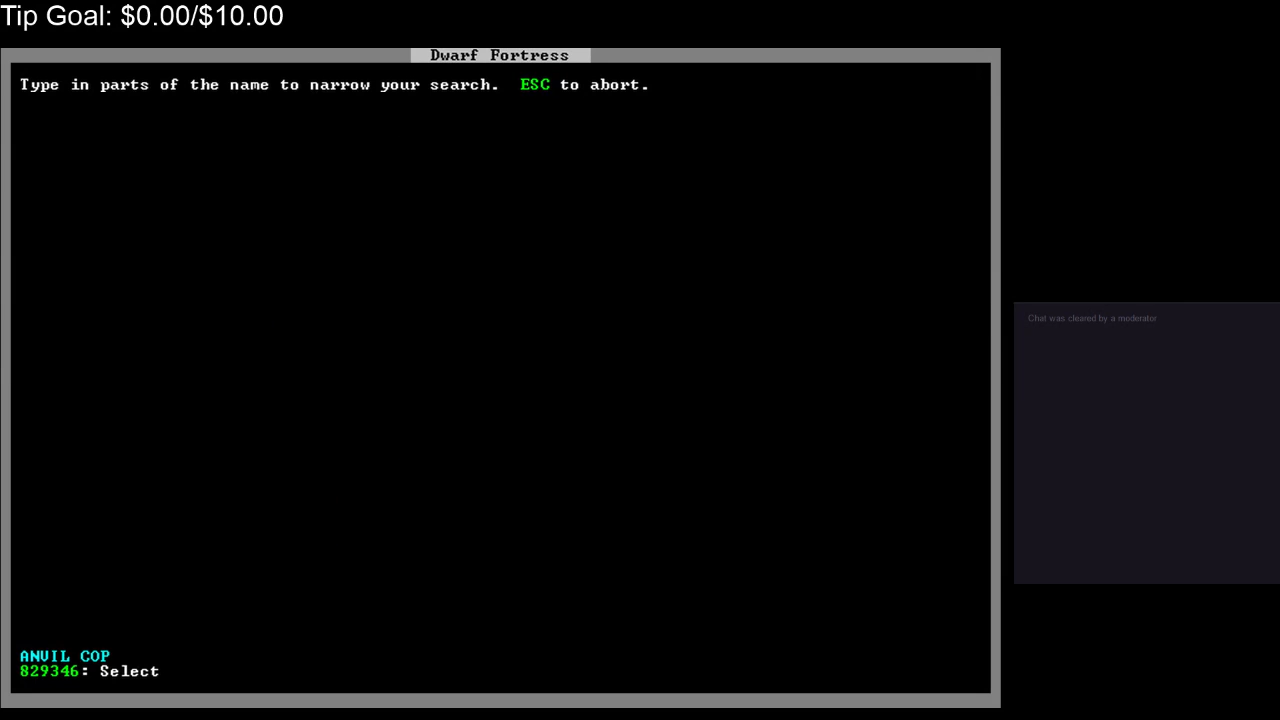 Tip Goal: $0.00/$10.00
Dwarf Fortress
Type in parts of the name to narrow your search.  ESC to abort.
Chat was cleared by a moderator
ANVIL COP
829346: Select